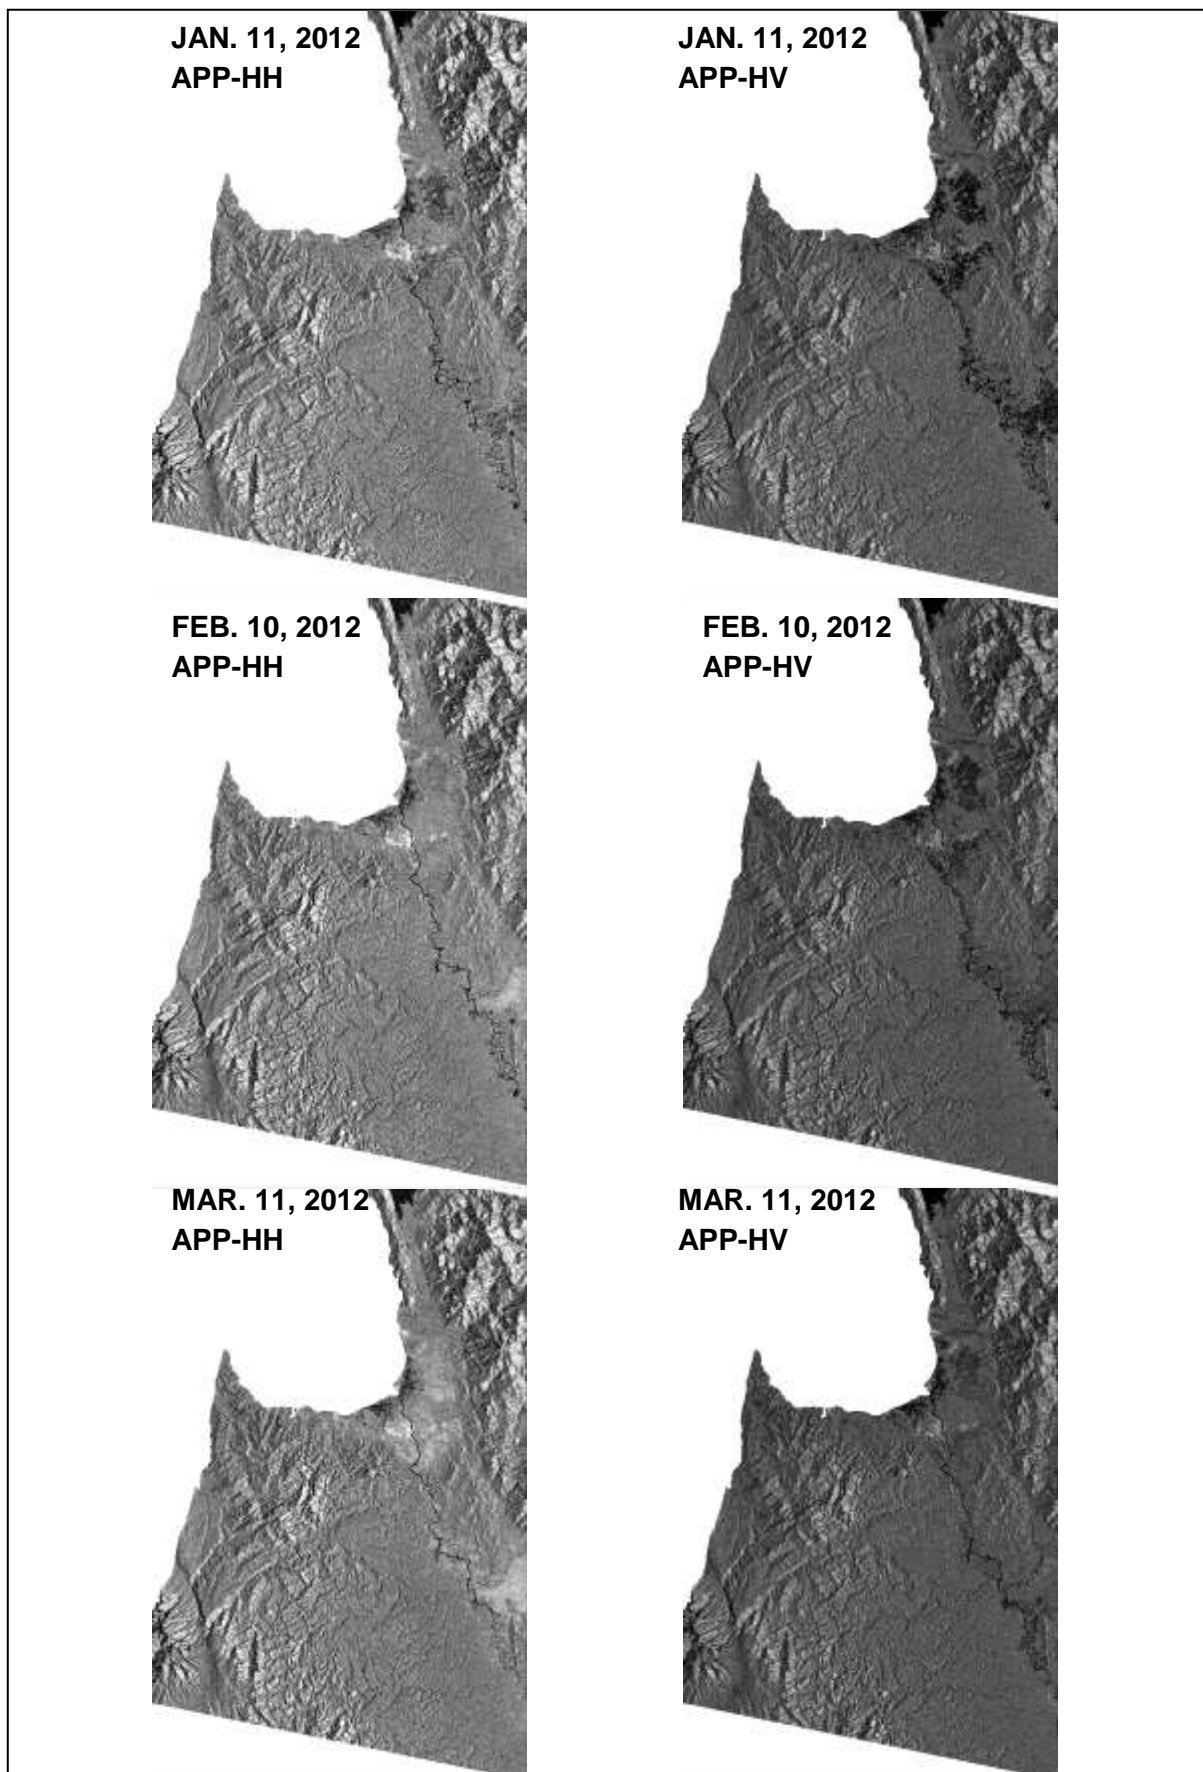 JAN. 11, 2012
APP-HH
JAN. 11, 2012
APP-HV
FEB. 10, 2012
APP-HH
FEB. 10, 2012
APP-HV
MAR. 11, 2012
APP-HH
MAR. 11, 2012
APP-HV